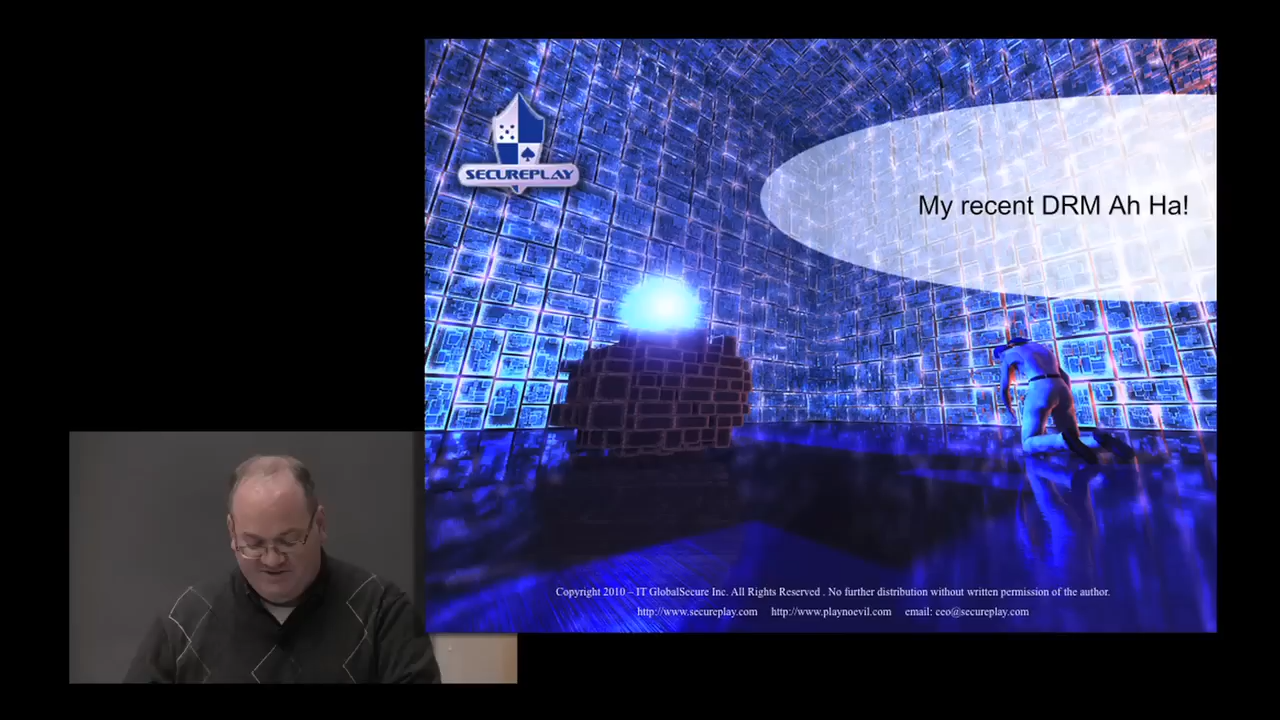 SECUREPLAY
My recent DRM Ah Ha!
Copyright 2010 – IT GlobalSecure Inc. All Rights Reserved . No further distribution without written permission of the author.
http://www.secureplay.com http://www.playnoevil.com email: ceo@secureplay.com